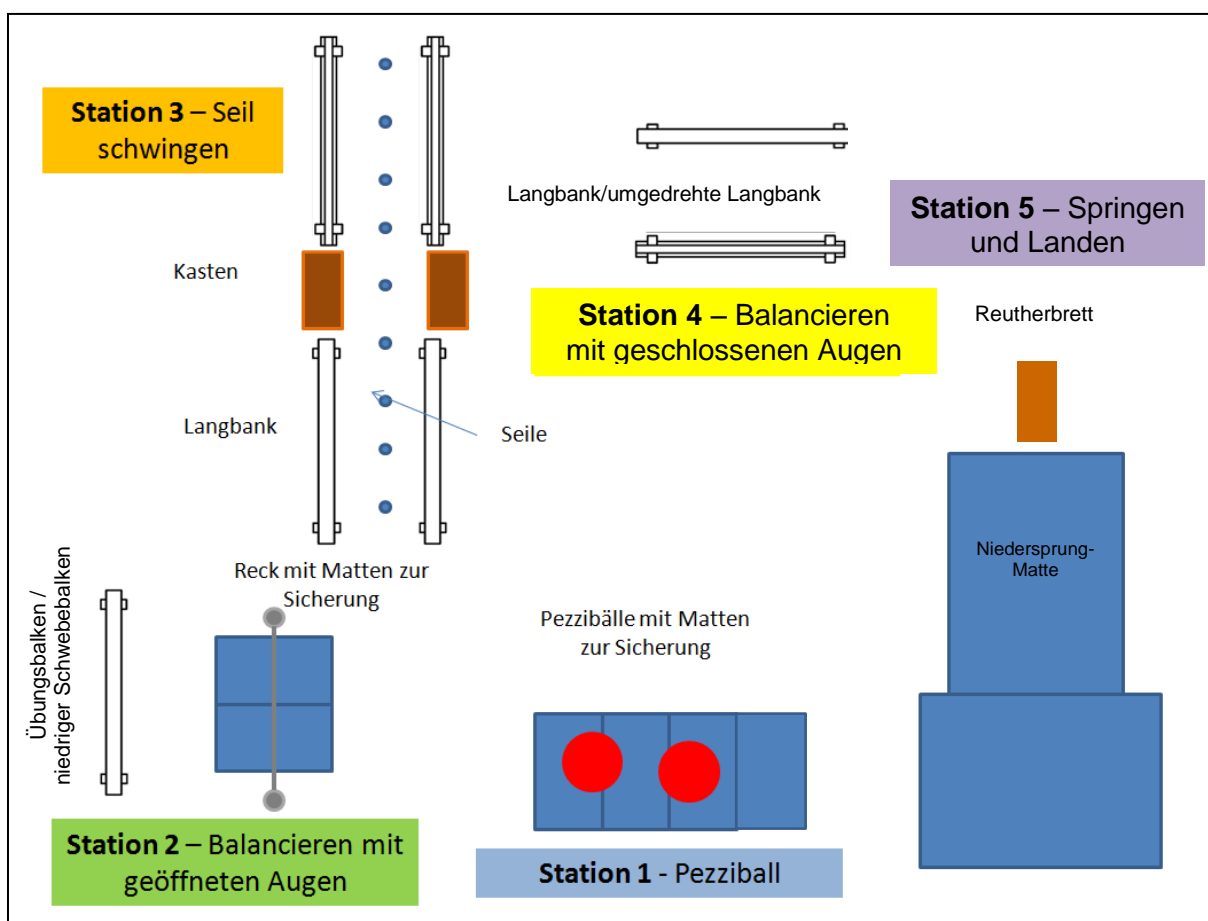 Station 3 – Seil
schwingen
Langbank/umgedrehte Langbank
Station 5 – Springen
und Landen
Kasten
Station 4 – Balancieren
mit geschlossenen Augen
Reutherbrett
Langbank
Seile
Niedersprung-
Matte
Übungsbalken /
niedriger Schwebebalken
Reck mit Matten zur
Sicherung
Pezzibälle mit Matten
zur Sicherung
Station 2 – Balancieren mit
geöffneten Augen
Station 1 - Pezziball